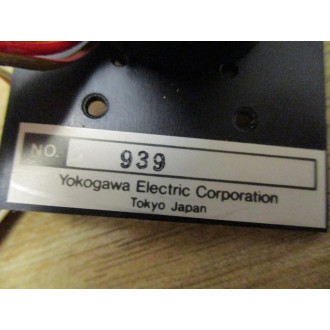 NO. 939
Yokogawa Electric Corporation
Tokyo Japan